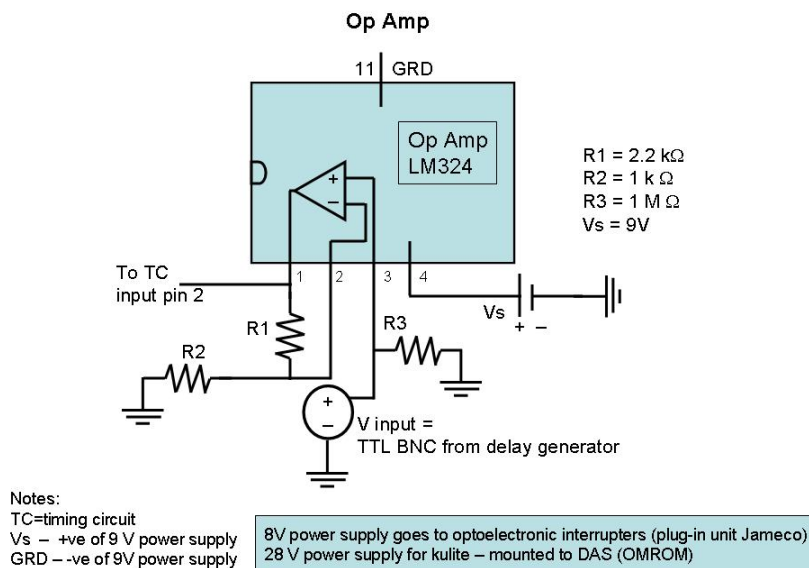 Op Amp
11 GRD
Op Amp
LM324
R1 = 2.2 kΩ
R2 = 1 k Ω
R3 = 1 M Ω
Vs = 9V
+
–
1 2 3 4
To TC
input pin 2
Vs
+ –
R1
R3
R2
+
–
V input =
TTL BNC from delay generator
Notes:
TC=timing circuit
Vs – +ve of 9 V power supply
GRD – -ve of 9V power supply
8V power supply goes to optoelectronic interrupters (plug-in unit Jameco)
28 V power supply for kulite – mounted to DAS (OMROM)